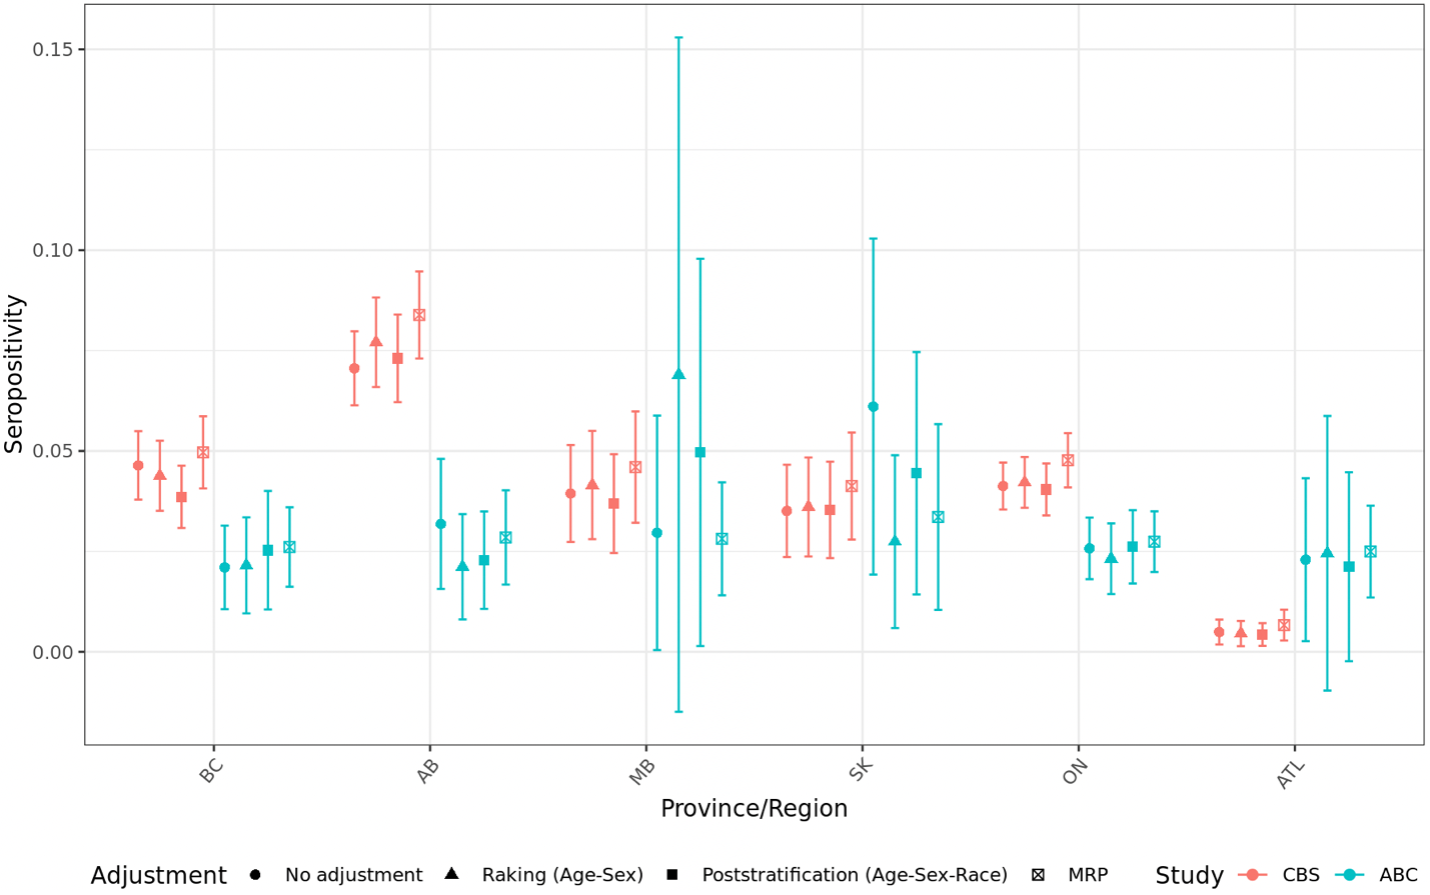 Seropositivity
0.15
0.10
0.05
0.00
BC
AB
MB
SK
ON
ATL
Province/Region
Adjustment No adjustment Raking (Age-Sex) Poststratification (Age-Sex-Race) MRP Study CBS ABC